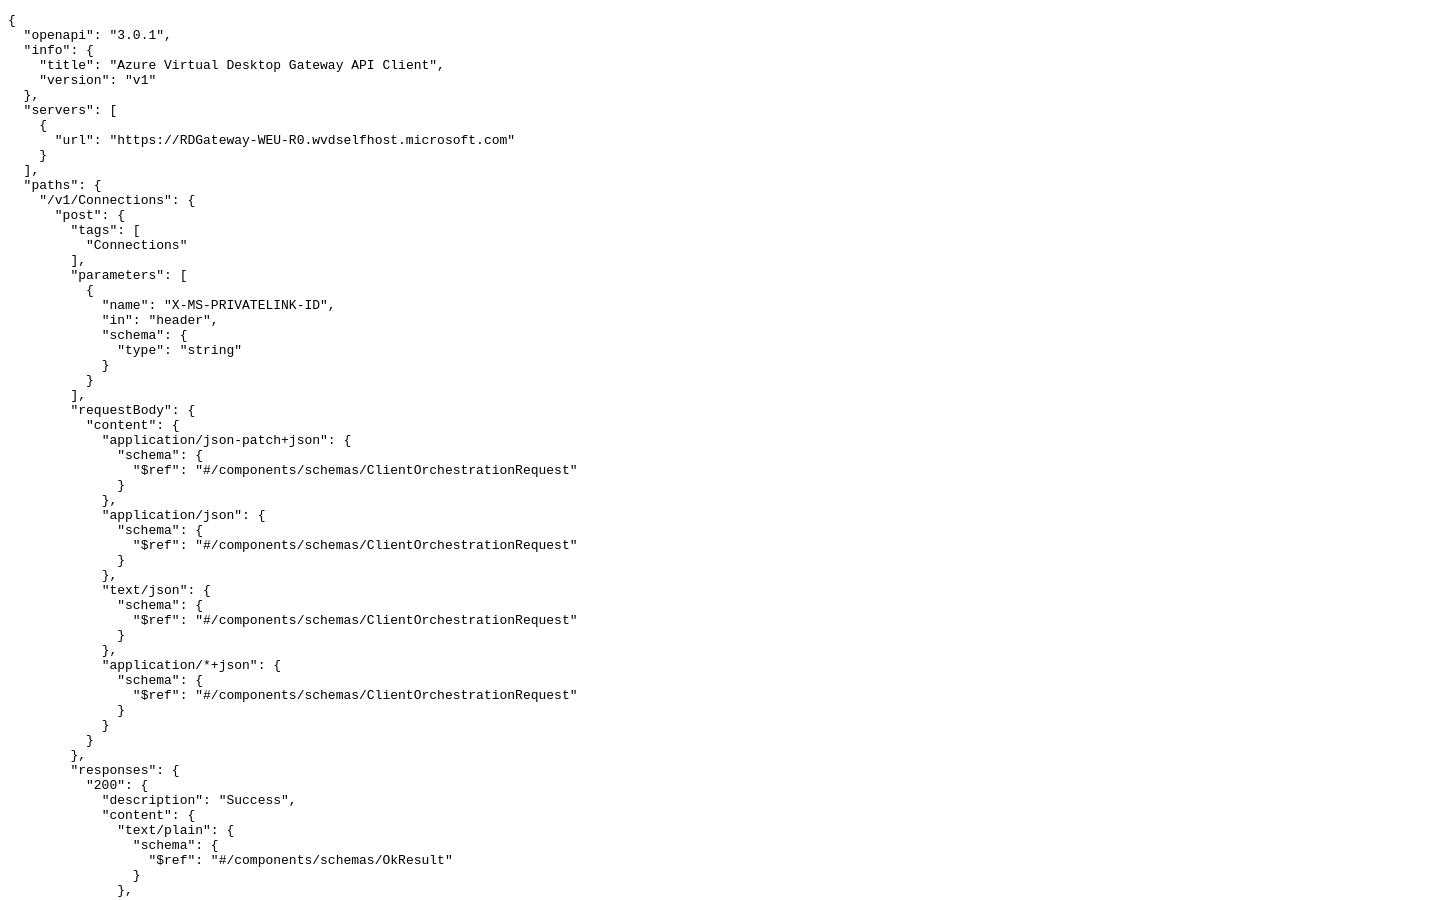 {
  "openapi": "3.0.1",
  "info": {
    "title": "Azure Virtual Desktop Gateway API Client",
    "version": "v1"
  },
  "servers": [
    {
      "url": "https://RDGateway-WEU-R0.wvdselfhost.microsoft.com"
    }
  ],
  "paths": {
    "/v1/Connections": {
      "post": {
        "tags": [
          "Connections"
        ],
        "parameters": [
          {
            "name": "X-MS-PRIVATELINK-ID",
            "in": "header",
            "schema": {
              "type": "string"
            }
          }
        ],
        "requestBody": {
          "content": {
            "application/json-patch+json": {
              "schema": {
                "$ref": "#/components/schemas/ClientOrchestrationRequest"
              }
            },
            "application/json": {
              "schema": {
                "$ref": "#/components/schemas/ClientOrchestrationRequest"
              }
            },
            "text/json": {
              "schema": {
                "$ref": "#/components/schemas/ClientOrchestrationRequest"
              }
            },
            "application/*+json": {
              "schema": {
                "$ref": "#/components/schemas/ClientOrchestrationRequest"
              }
            }
          }
        },
        "responses": {
          "200": {
            "description": "Success",
            "content": {
              "text/plain": {
                "schema": {
                  "$ref": "#/components/schemas/OkResult"
                }
              },